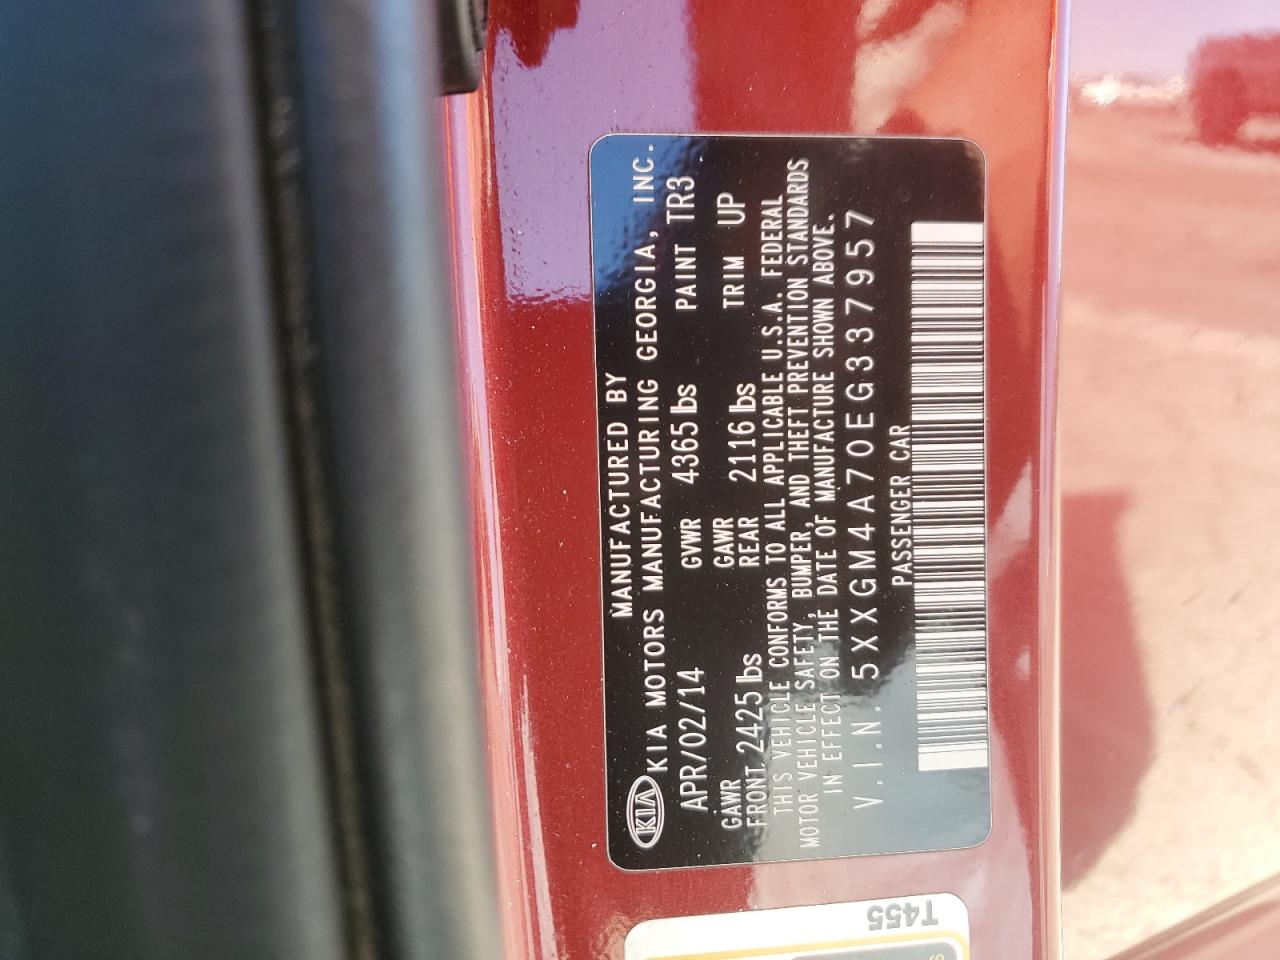 MANUFACTURED BY
KIA KIA MOTORS MANUFACTURING GEORGIA, INC.
APR/02/14 GVWR 4365 lbs PAINT TR3
GAWR GAWR
FRONT 2425 lbs REAR 2116 lbs TRIM UP
THIS VEHICLE CONFORMS TO ALL APPLICABLE U.S.A. FEDERAL
MOTOR VEHICLE SAFETY, BUMPER, AND THEFT PREVENTION STANDARDS
IN EFFECT ON THE DATE OF MANUFACTURE SHOWN ABOVE.
V.I.N. 5XXGM4A70EG337957
PASSENGER CAR
T455